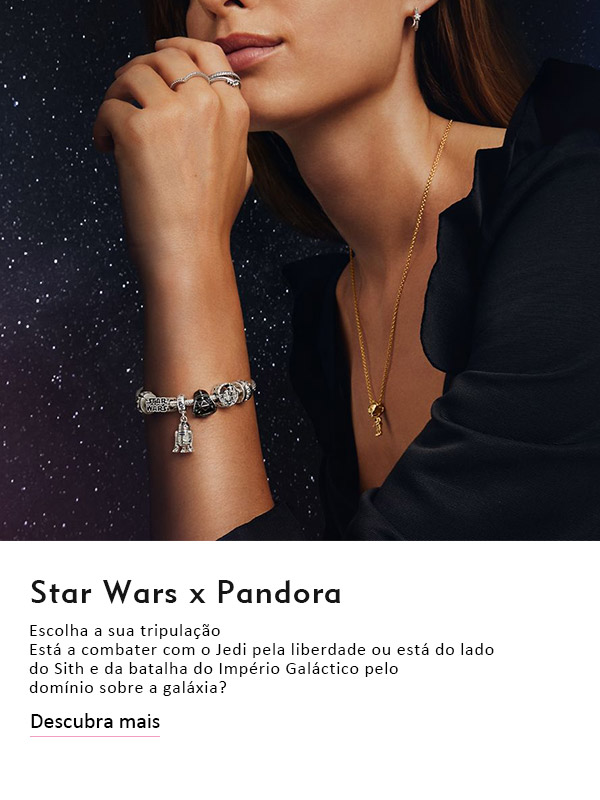 STAR
WARS
Star Wars x Pandora
Escolha a sua tripulação
Está a combater com o Jedi pela liberdade ou está do lado
do Sith e da batalha do Império Galáctico pelo
domínio sobre a galáxia?
Descubra mais